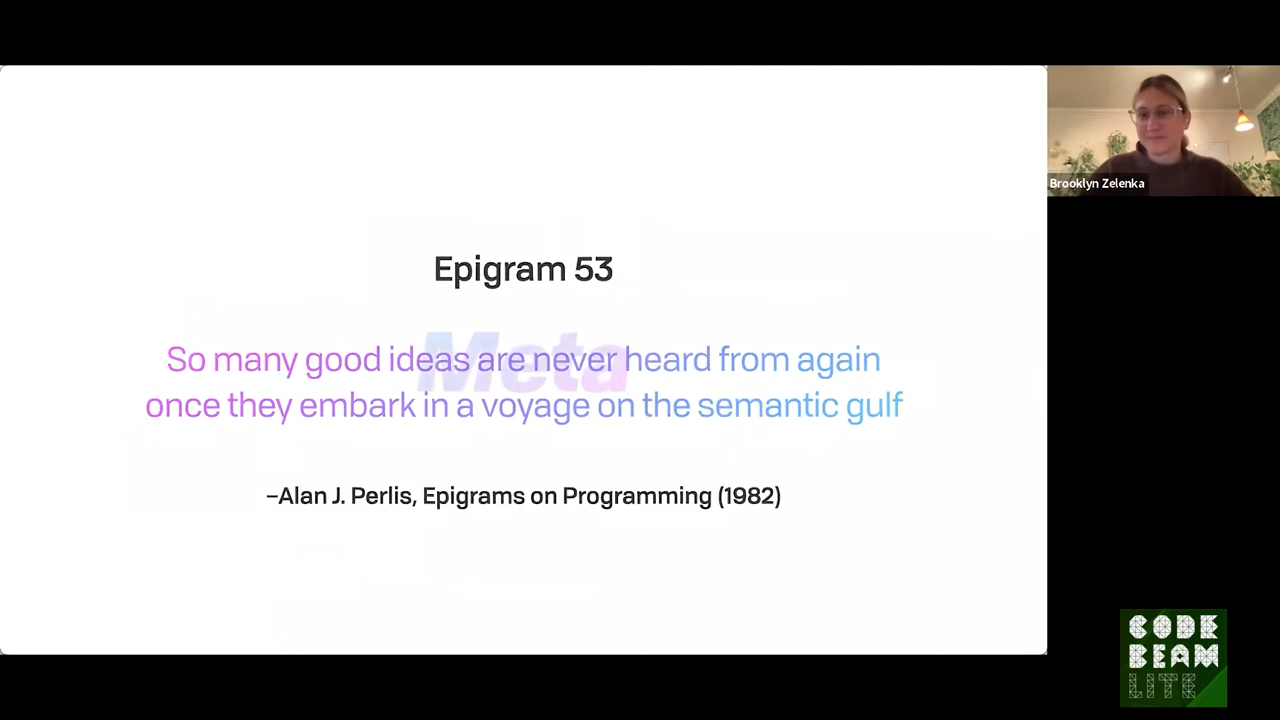 Epigram 53
Meta
So many good ideas are never heard from again
once they embark in a voyage on the semantic gulf
–Alan J. Perlis, Epigrams on Programming (1982)
Brooklyn Zelenka
CODE
BEAM
LITE